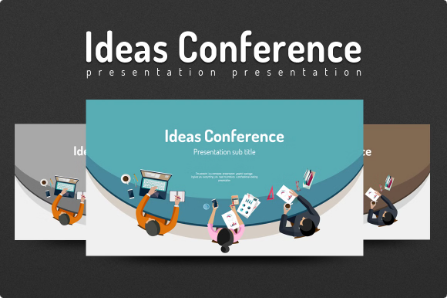 Ideas Conference
presentation presentation
Ideas Conference
Presentation sub title